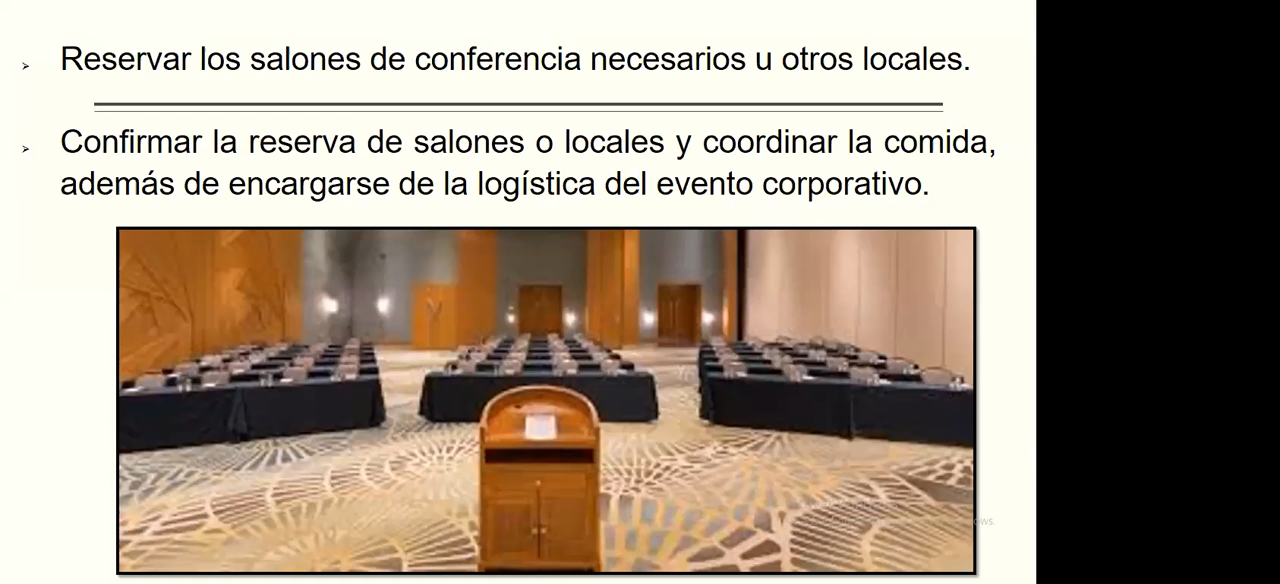 Reservar los salones de conferencia necesarios u otros locales.
Confirmar la reserva de salones o locales y coordinar la comida,
además de encargarse de la logística del evento corporativo.